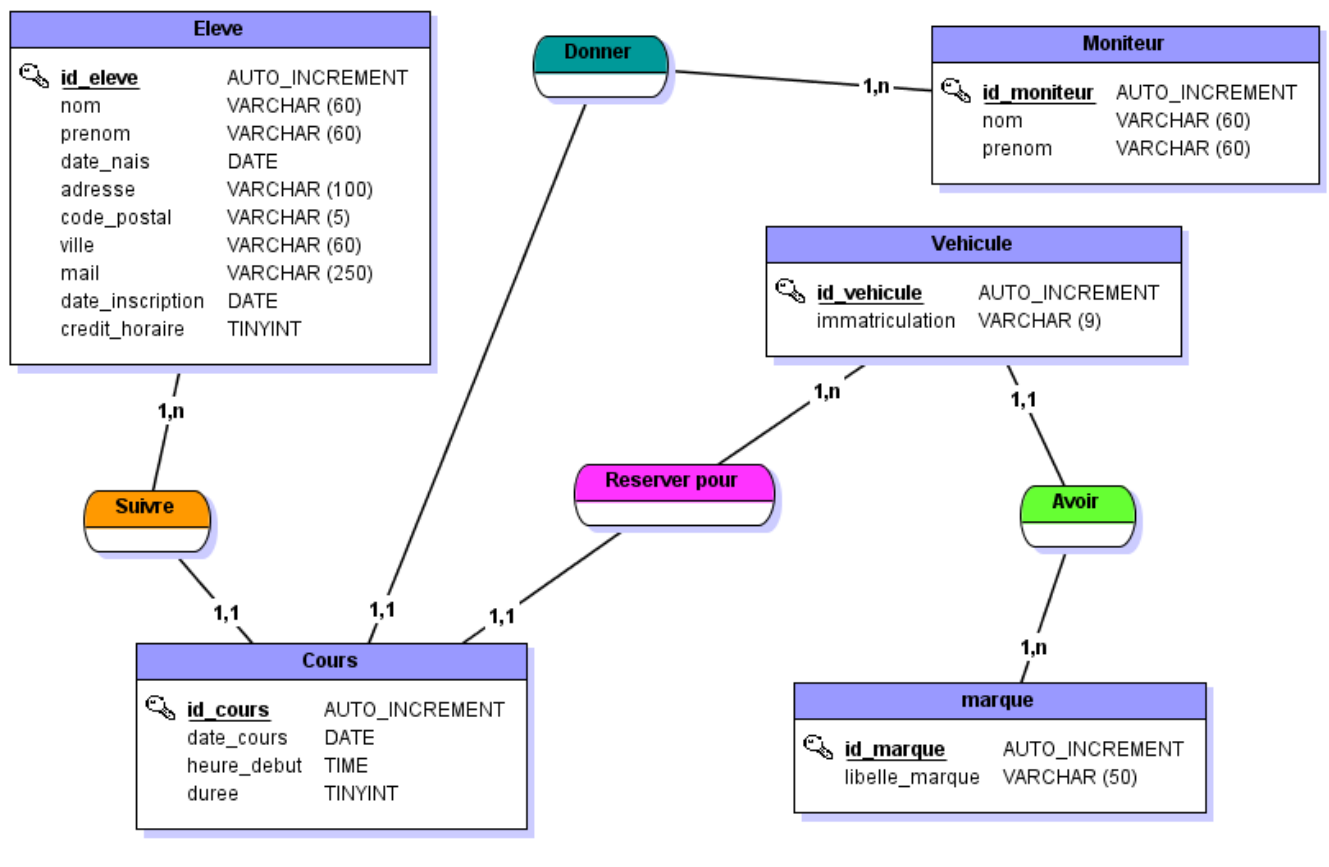 Eleve
id_eleve AUTO_INCREMENT
nom VARCHAR (60)
prenom VARCHAR (60)
date_nais DATE
adresse VARCHAR (100)
code_postal VARCHAR (5)
ville VARCHAR (60)
mail VARCHAR (250)
date_inscription DATE
credit_horaire TINYINT
Donner
1,n
Moniteur
id_moniteur AUTO_INCREMENT
nom VARCHAR (60)
prenom VARCHAR (60)
Vehicule
id_vehicule AUTO_INCREMENT
immatriculation VARCHAR (9)
1,n
1,n
1,1
Suivre
Reserver pour
Avoir
1,1
1,1
1,1
1,n
Cours
id_cours AUTO_INCREMENT
date_cours DATE
heure_debut TIME
duree TINYINT
marque
id_marque AUTO_INCREMENT
libelle_marque VARCHAR (50)